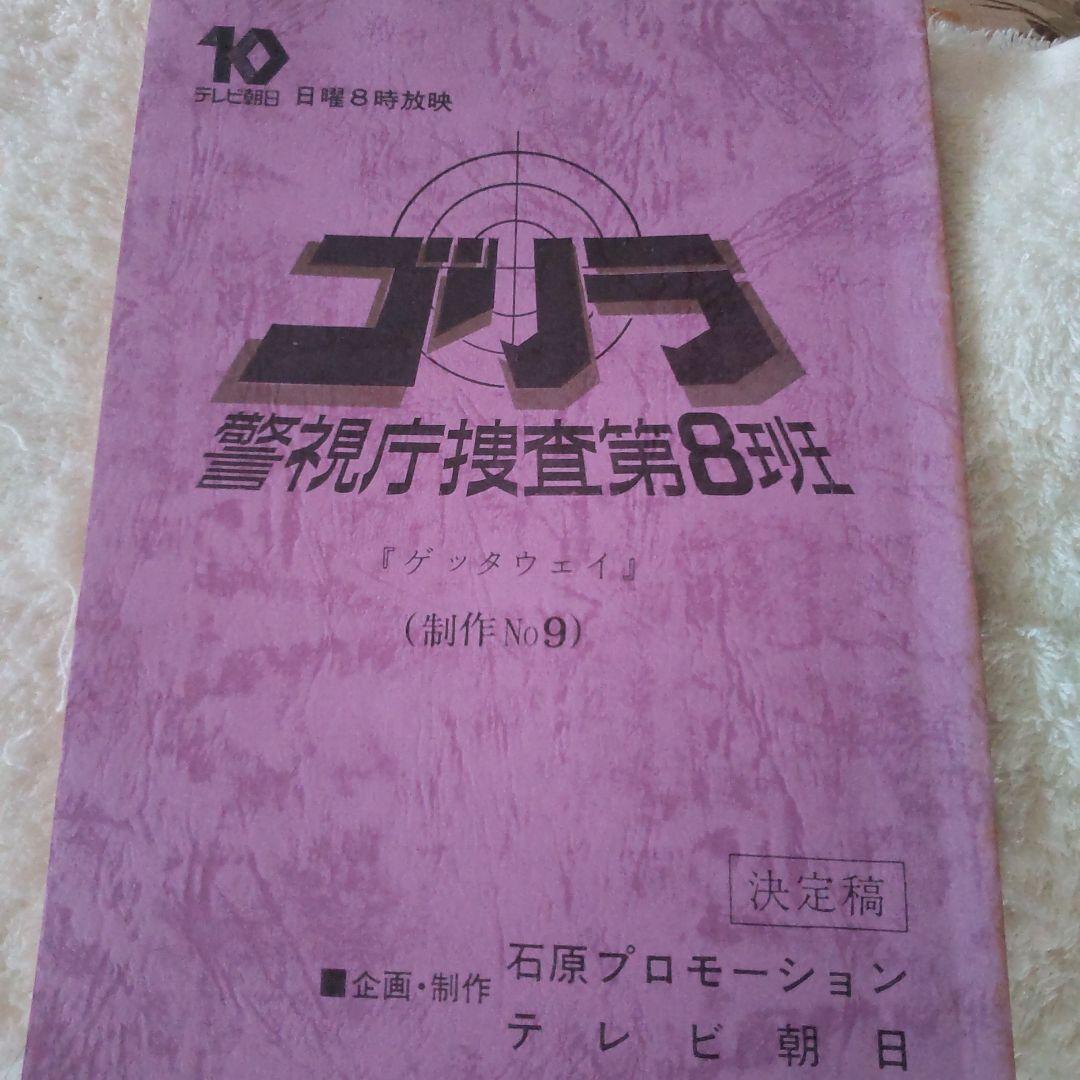 10
テレビ朝日 日曜8時放映
ゴリラ
警視庁捜査第8班
『ゲッタウェイ』
(制作No9)
決定稿
■企画・制作 石原プロモーション
テレビ朝日